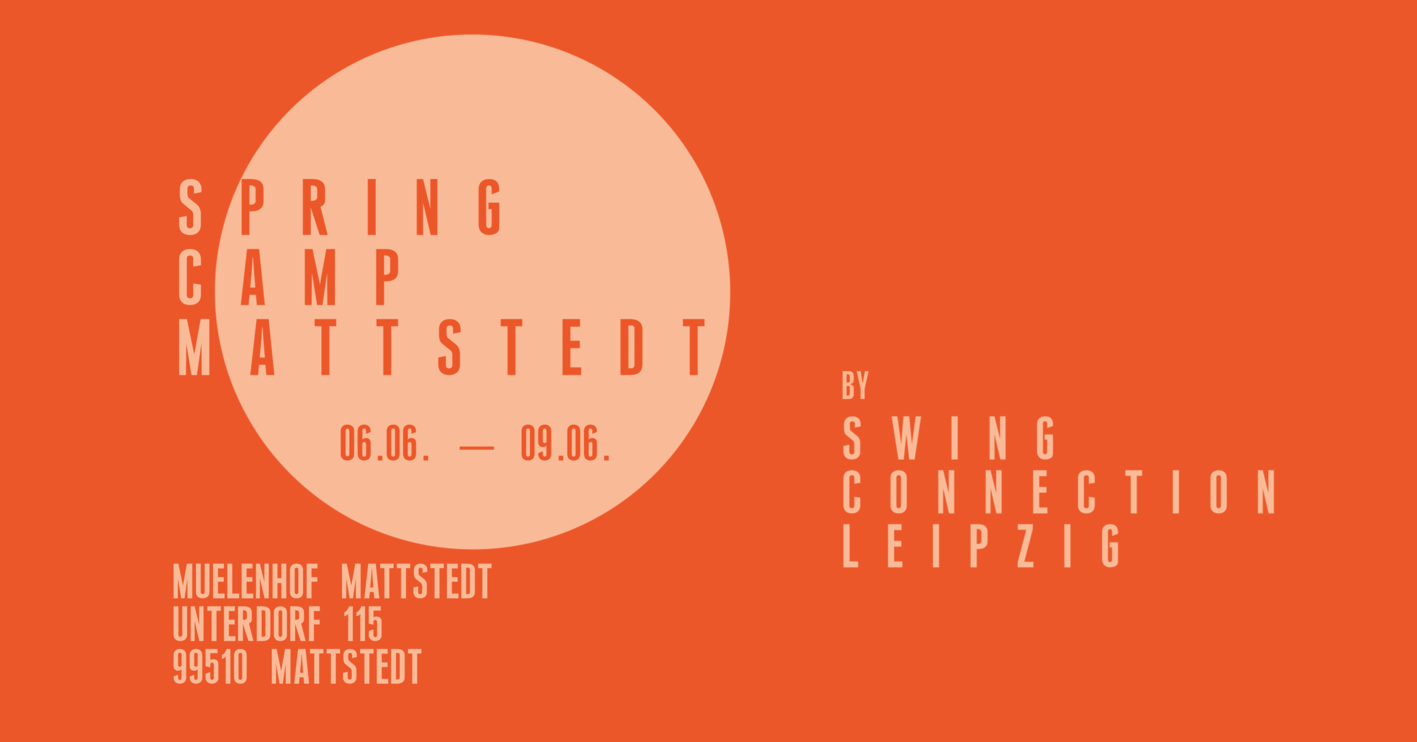 SPRING
CAMP
MATTSTEDT
06.06. — 09.06.
MUELENHOF MATTSTEDT
UNTERDORF 115
99510 MATTSTEDT
BY
SWING
CONNECTION
LEIPZIG